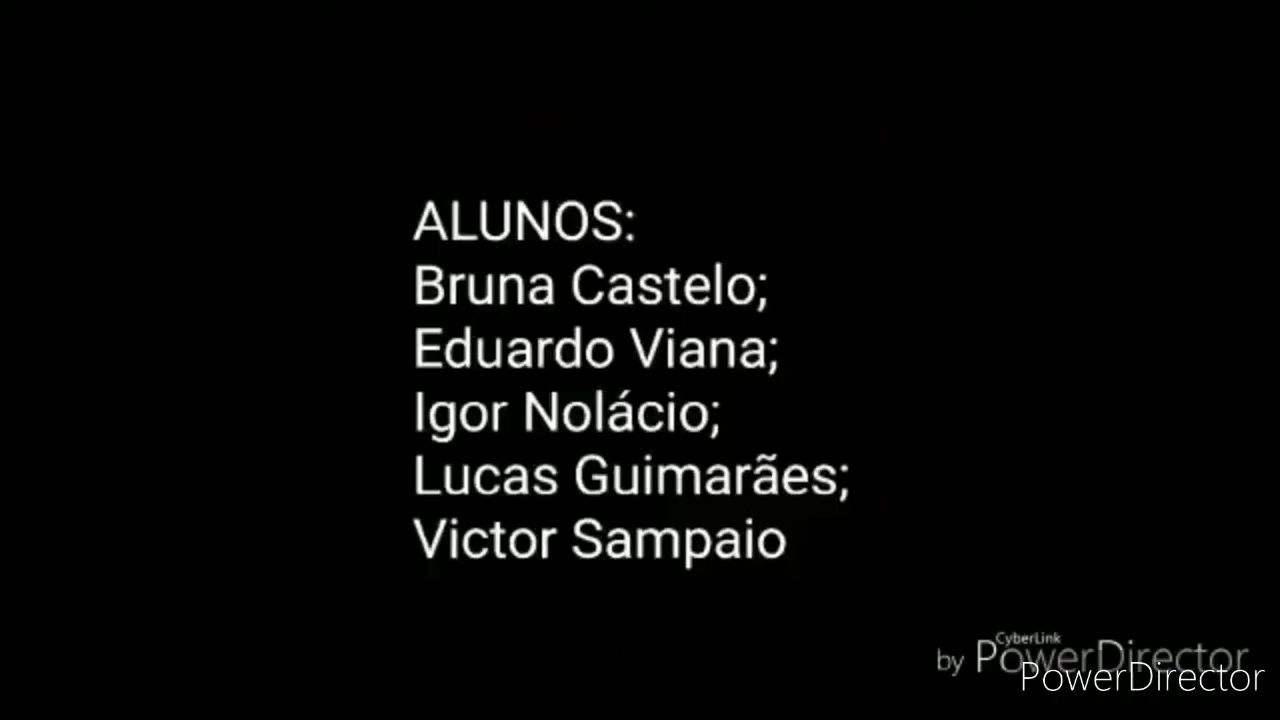 ALUNOS:
Bruna Castelo;
Eduardo Viana;
Igor Nolácio;
Lucas Guimarães;
Victor Sampaio
CyberLink
by PowerDirector
PowerDirector